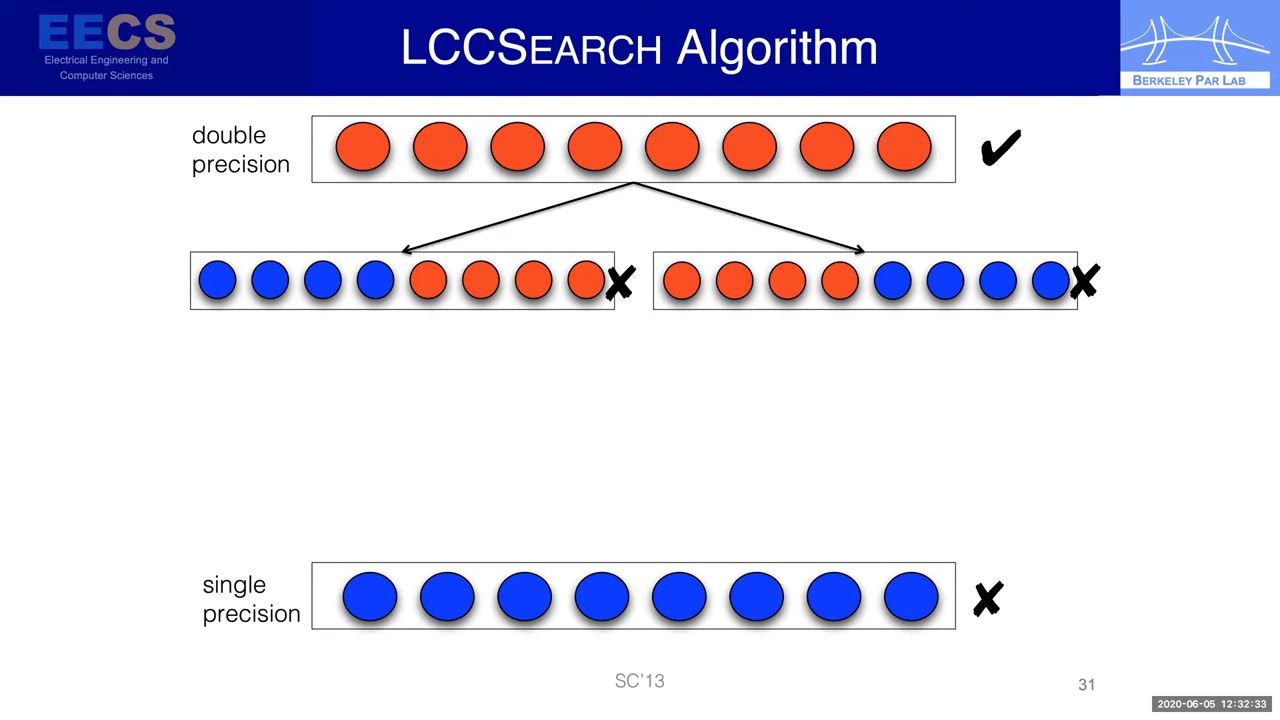 EECS
Electrical Engineering and
Computer Sciences
LCCSEARCH Algorithm
BERKELEY PAR LAB
double
precision
✔
✘
✘
single
precision
✘
SC'13
31
2020-06-05 12:32:33